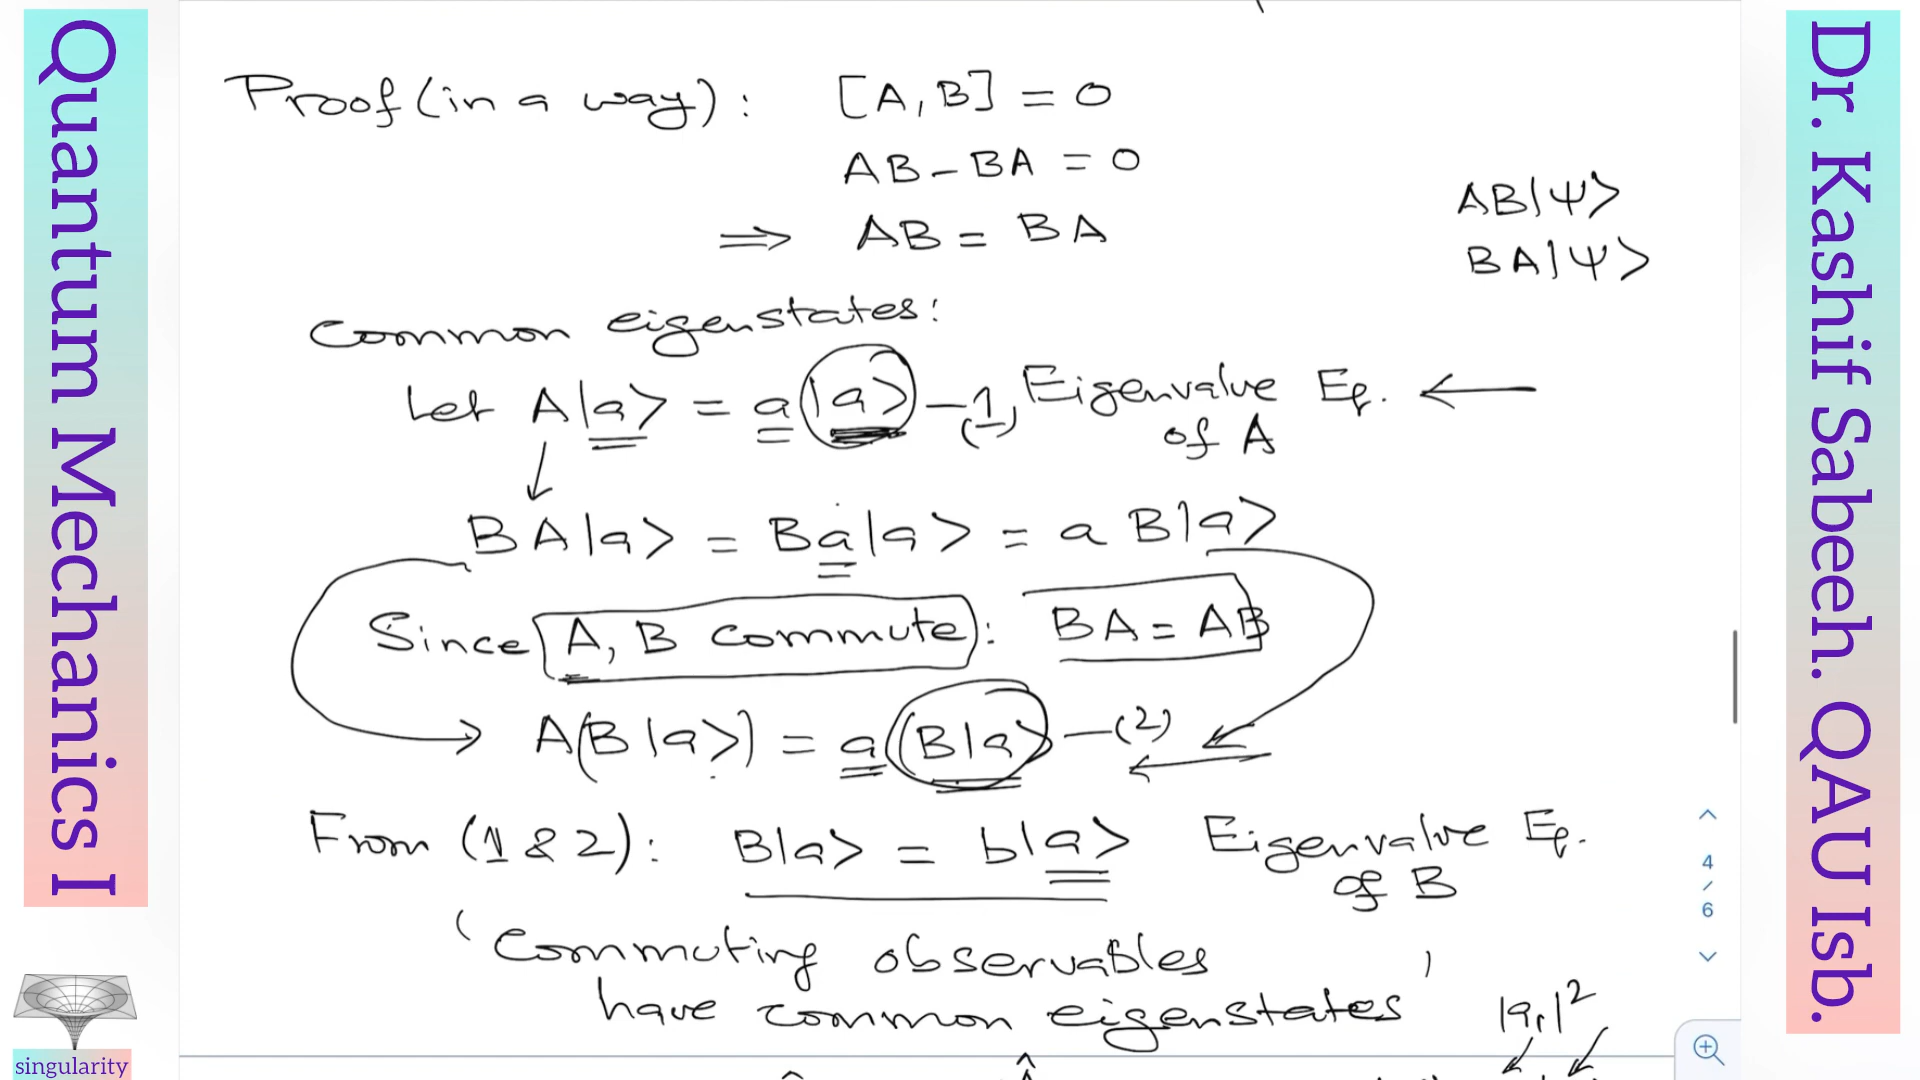 Quantum Mechanics I
singularity
Proof (in a way) : [A, B] = 0
AB - BA = 0
⟹ AB = BA
AB|Ψ>
BA|Ψ>
Common eigenstates:
Let A|a> = a|a> —(1) Eigenvalue Eq. ←
of A
↓
BA|a> = Ba|a> = a B|a>
Since A, B commute : BA = AB
→ A(B|a>) = a(B|a>) —(2) ←
From (1 & 2) : B|a> = b|a> Eigenvalue Eq.
of B
'Commuting observables
have common eigenstates'
|a₁|²
4
/
6
Dr. Kashif Sabeeh. QAU Isb.